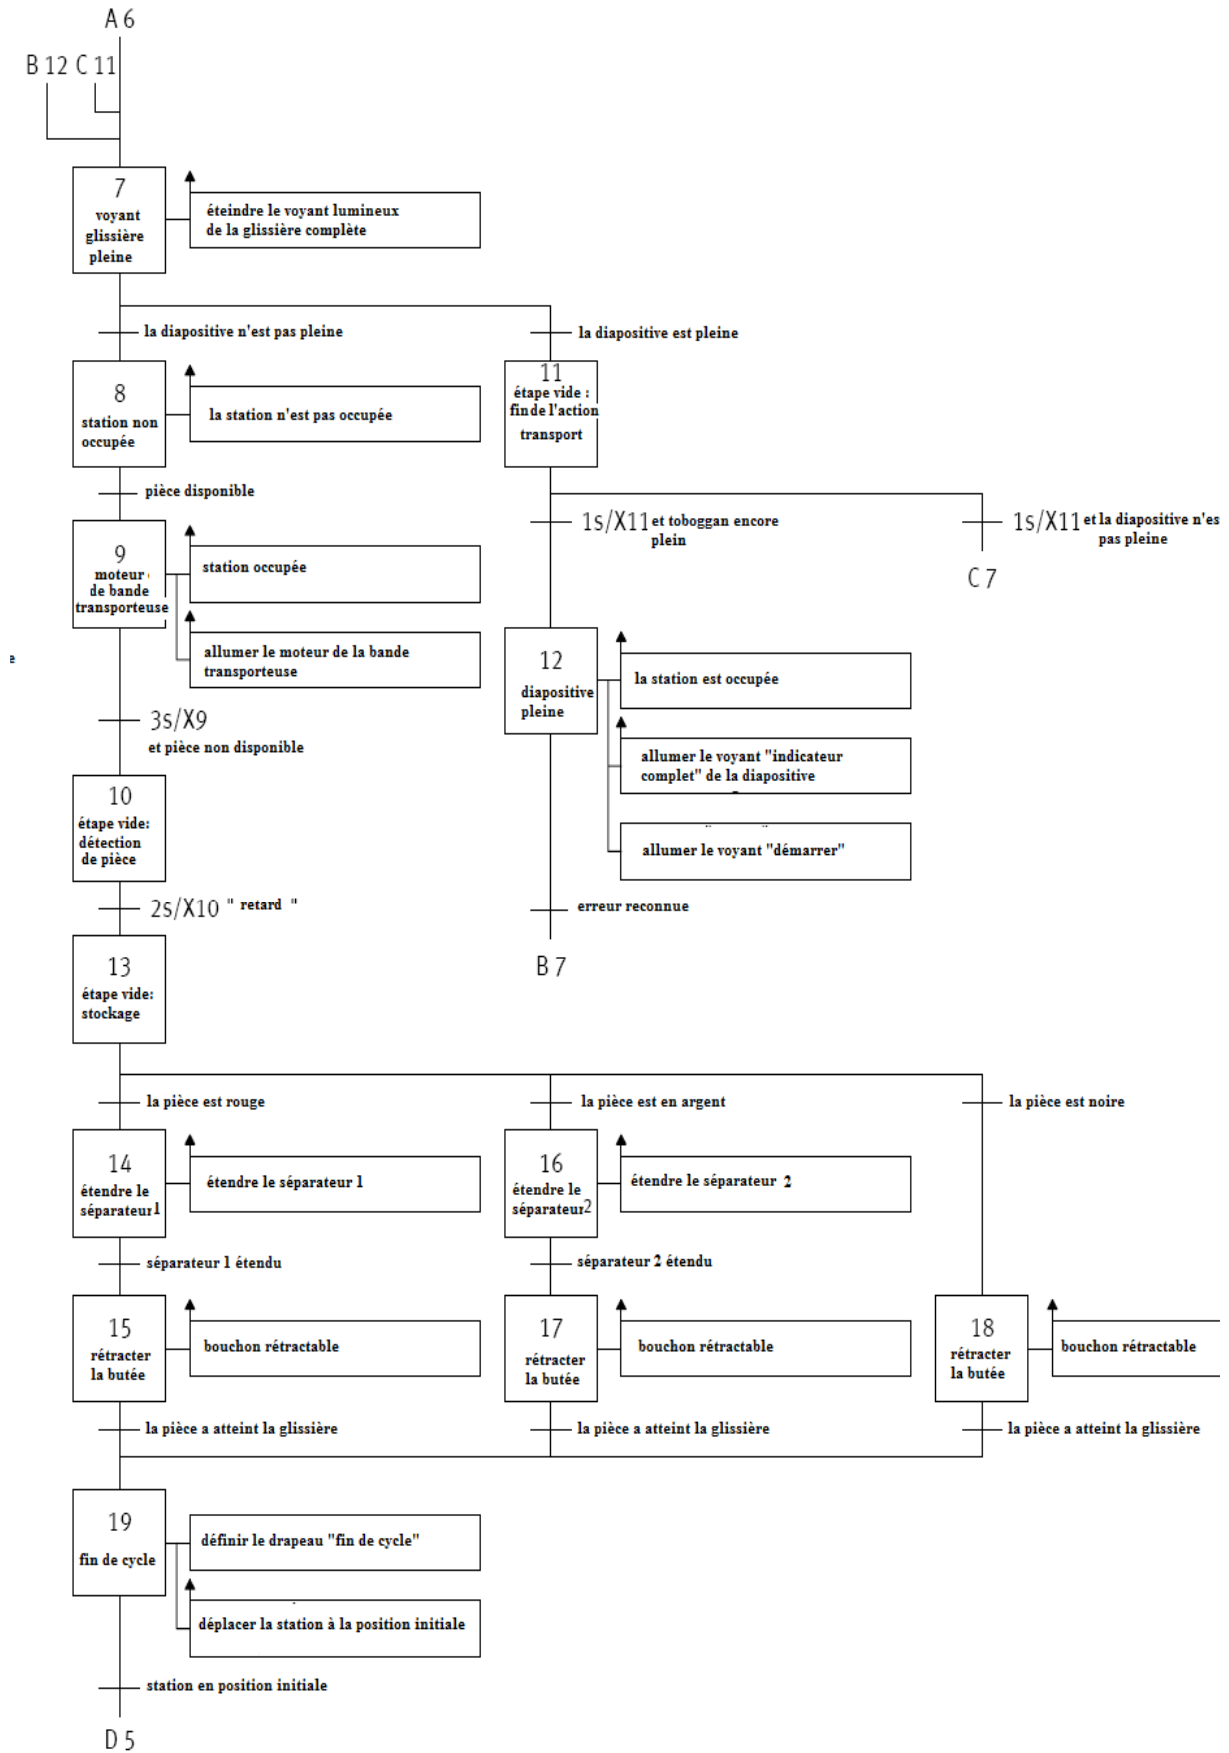 A 6
B 12 C 11
7
voyant
glissière
pleine
éteindre le voyant lumineux
de la glissière complète
la diapositive n'est pas pleine
la diapositive est pleine
8
station non
occupée
la station n'est pas occupée
11
étape vide :
fin de l'action
transport
pièce disponible
1s/X11 et toboggan encore
plein
1s/X11 et la diapositive n'es
pas pleine
C 7
9
moteur
de bande
transporteuse
station occupée
allumer le moteur de la bande
transporteuse
e
12
diapositive
pleine
la station est occupée
allumer le voyant "indicateur
complet" de la diapositive
allumer le voyant "démarrer"
3s/X9
et pièce non disponible
10
étape vide:
détection
de pièce
2s/X10 " retard "
erreur reconnue
B 7
13
étape vide:
stockage
la pièce est rouge
la pièce est en argent
la pièce est noire
14
étendre le
séparateur1
étendre le séparateur 1
16
étendre le
séparateur2
étendre le séparateur 2
séparateur 1 étendu
séparateur 2 étendu
15
rétracter
la butée
bouchon rétractable
17
rétracter
la butée
bouchon rétractable
18
rétracter
la butée
bouchon rétractable
la pièce a atteint la glissière
la pièce a atteint la glissière
la pièce a atteint la glissière
19
fin de cycle
définir le drapeau "fin de cycle"
déplacer la station à la position initiale
station en position initiale
D 5